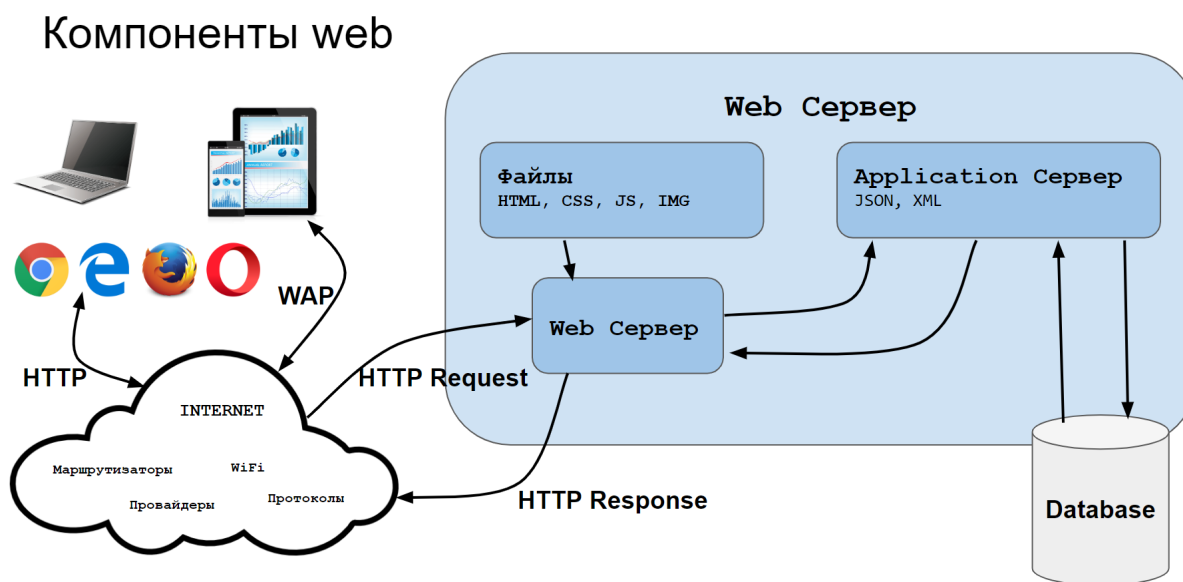 Компоненты web
Web Сервер
Файлы
HTML, CSS, JS, IMG
Application Сервер
JSON, XML
Web Сервер
WAP
HTTP
HTTP Request
INTERNET
Маршрутизаторы
WiFi
Провайдеры
Протоколы
HTTP Response
Database